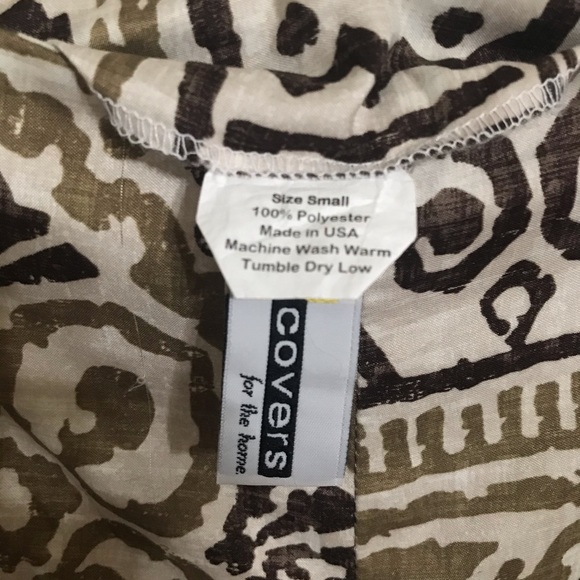 Size Small
100% Polyester
Made in USA
Machine Wash Warm
Tumble Dry Low
covers
for the home.